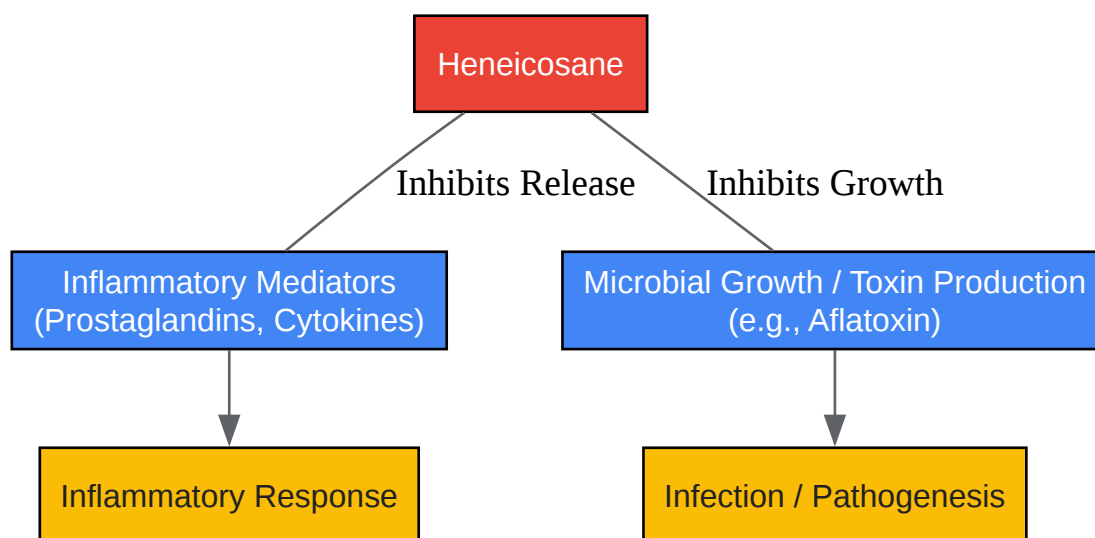 Heneicosane
Inhibits Release
Inhibits Growth
Inflammatory Mediators
(Prostaglandins, Cytokines)
Microbial Growth / Toxin Production
(e.g., Aflatoxin)
Inflammatory Response
Infection / Pathogenesis